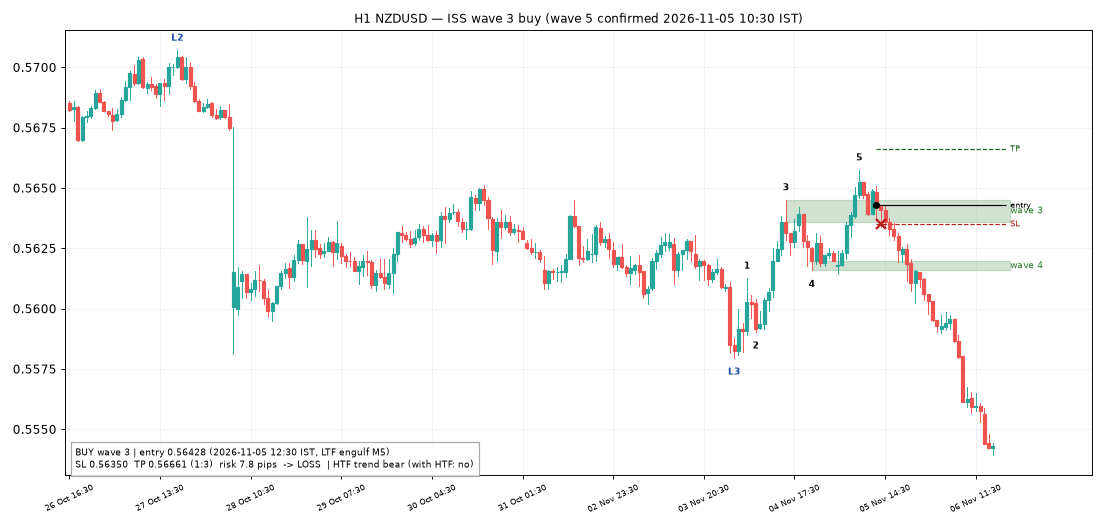 H1 NZDUSD — ISS wave 3 buy (wave 5 confirmed 2026-11-05 10:30 IST)
L2
0.5700
0.5675
TP
5
0.5650
3
entry
wave 3
SL
0.5625
1
wave 4
4
0.5600
2
0.5575
L3
0.5550
BUY wave 3 | entry 0.56428 (2026-11-05 12:30 IST, LTF engulf M5)
SL 0.56350 TP 0.56661 (1:3) risk 7.8 pips -> LOSS | HTF trend bear (with HTF: no)
26 Oct 16:30
27 Oct 13:30
28 Oct 10:30
29 Oct 07:30
30 Oct 04:30
31 Oct 01:30
02 Nov 23:30
03 Nov 20:30
04 Nov 17:30
05 Nov 14:30
06 Nov 11:30